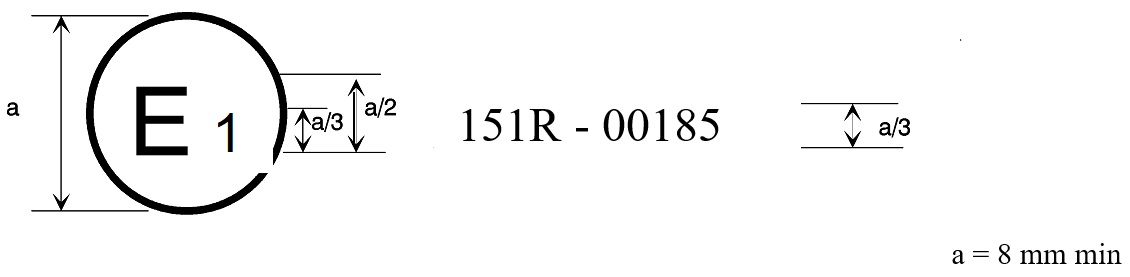 a E 1 a/3 a/2 151R - 00185 a/3
a = 8 mm min